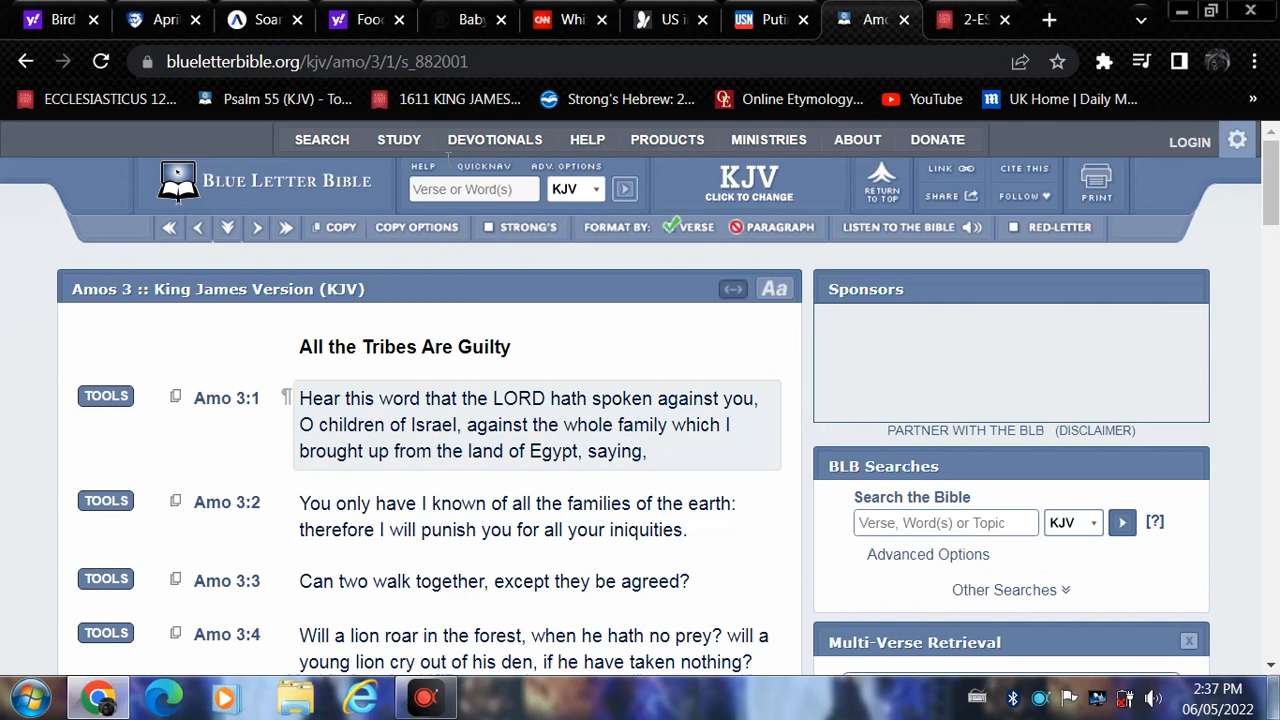 Bird
April
Soar
Food
Baby
Whi
US in
USN
Puti
Amo
2-ES
blueletterbible.org/kjv/amo/3/1/s_882001
ECCLESIASTICUS 12...
Psalm 55 (KJV) - To...
1611 KING JAMES...
Strong's Hebrew: 2...
Online Etymology...
YouTube
UK Home | Daily M...
SEARCH STUDY DEVOTIONALS HELP PRODUCTS MINISTRIES ABOUT DONATE
LOGIN
BLUE LETTER BIBLE
HELP QUICKNAV ADV. OPTIONS
Verse or Word(s) KJV
KJV
CLICK TO CHANGE
RETURN
TO TOP
LINK
SHARE
CITE THIS
FOLLOW
PRINT
COPY COPY OPTIONS STRONG'S FORMAT BY: VERSE PARAGRAPH LISTEN TO THE BIBLE RED-LETTER
Amos 3 :: King James Version (KJV) Aa
All the Tribes Are Guilty
TOOLS Amo 3:1 ¶ Hear this word that the LORD hath spoken against you,
O children of Israel, against the whole family which I
brought up from the land of Egypt, saying,
TOOLS Amo 3:2 You only have I known of all the families of the earth:
therefore I will punish you for all your iniquities.
TOOLS Amo 3:3 Can two walk together, except they be agreed?
TOOLS Amo 3:4 Will a lion roar in the forest, when he hath no prey? will a
young lion cry out of his den, if he have taken nothing?
Sponsors
PARTNER WITH THE BLB (DISCLAIMER)
BLB Searches
Search the Bible
Verse, Word(s) or Topic KJV [?]
Advanced Options
Other Searches
Multi-Verse Retrieval x
2:37 PM
06/05/2022